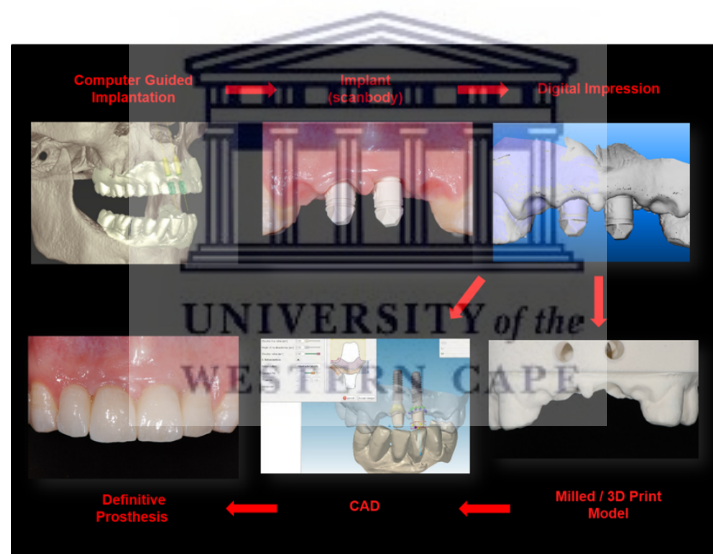 Computer Guided
Implantation
Implant
(scanbody)
Digital Impression
UNIVERSITY of the
WESTERN CAPE
Definitive
Prosthesis
CAD
Milled / 3D Print
Model